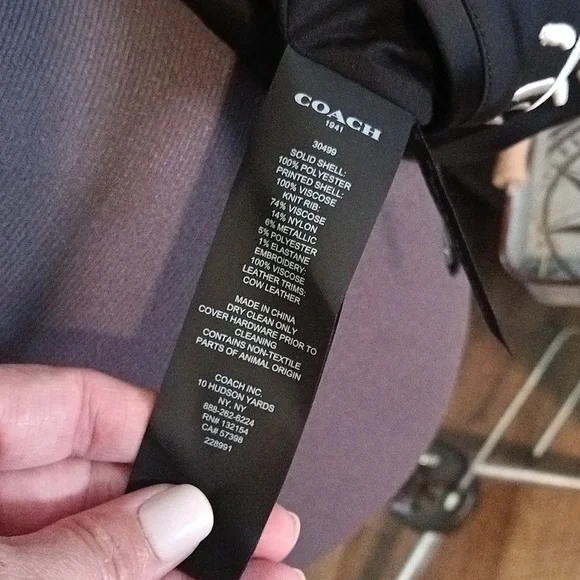 COACH
1941
30499
SOLID SHELL:
100% POLYESTER
PRINTED SHELL:
100% VISCOSE
KNIT RIB:
74% VISCOSE
14% NYLON
6% METALLIC
5% POLYESTER
1% ELASTANE
EMBROIDERY:
100% VISCOSE
LEATHER TRIMS:
COW LEATHER
MADE IN CHINA
DRY CLEAN ONLY
COVER HARDWARE PRIOR TO
CLEANING
CONTAINS NON-TEXTILE
PARTS OF ANIMAL ORIGIN
COACH INC.
10 HUDSON YARDS
NY, NY
888-262-6224
RN# 132154
CA# 57398
228991